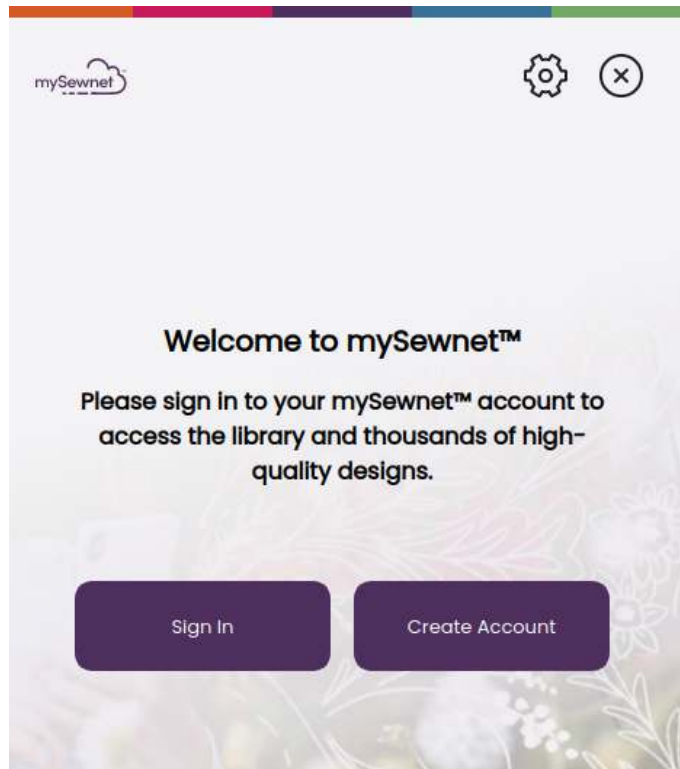 mySewnet™
Welcome to mySewnet™
Please sign in to your mySewnet™ account to
access the library and thousands of high-
quality designs.
Sign In
Create Account